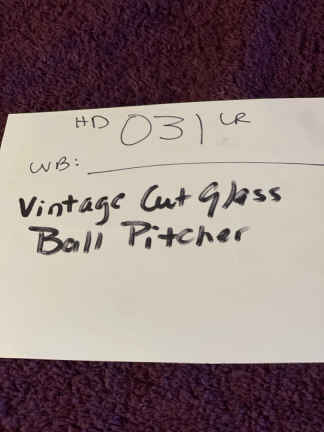 HD 031 LR
WB:
Vintage Cut Glass
Ball Pitcher